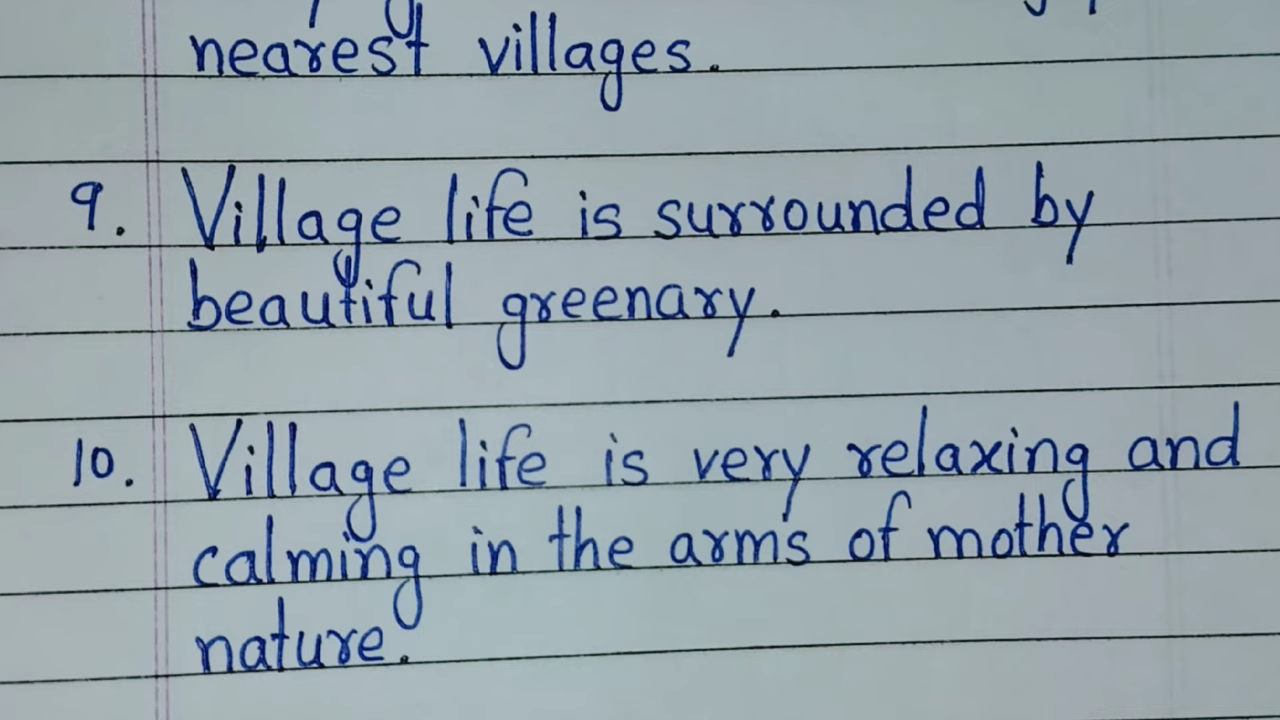 nearest villages.
9. Village life is surrounded by
beautiful greenary.
10. Village life is very relaxing and
calming in the arms of mother
nature.